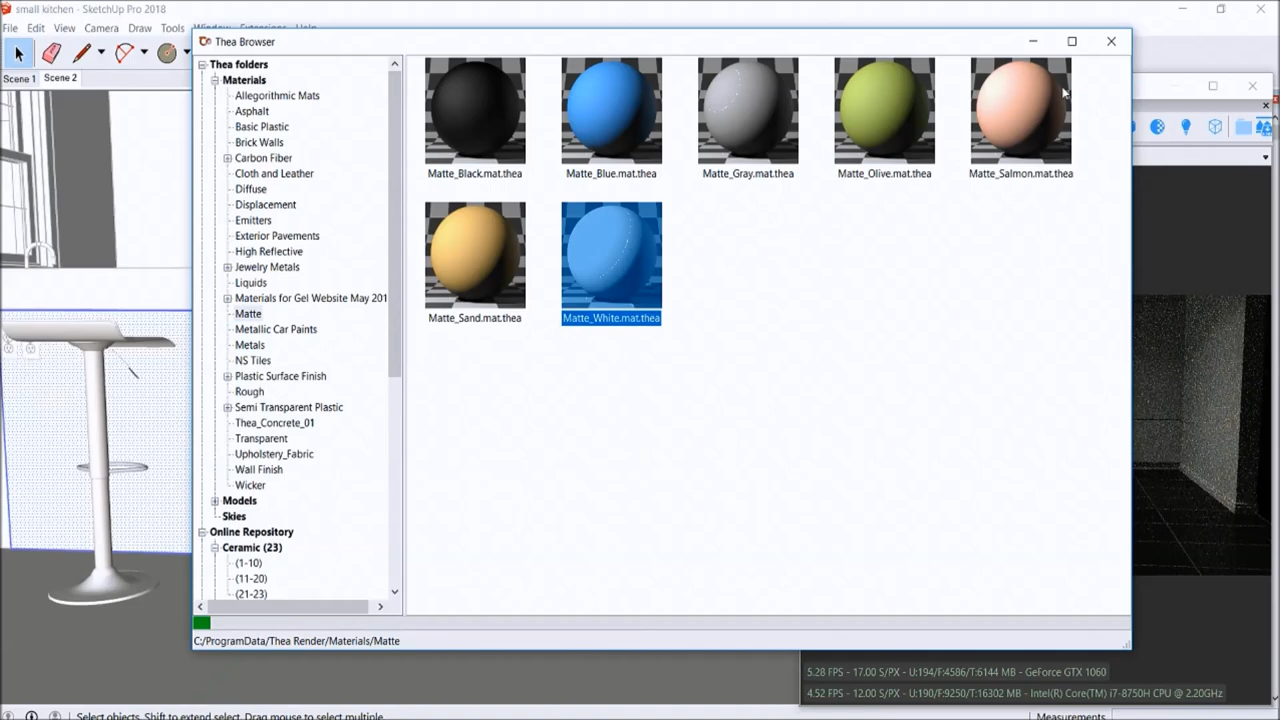 small kitchen - SketchUp Pro 2018
File Edit View Camera Draw Tools Window Extensions Help
Scene 1 Scene 2
Thea Browser
Thea folders
Materials
Allegorithmic Mats
Asphalt
Basic Plastic
Brick Walls
Carbon Fiber
Cloth and Leather
Diffuse
Displacement
Emitters
Exterior Pavements
High Reflective
Jewelry Metals
Liquids
Materials for Gel Website May 201
Matte
Metallic Car Paints
Metals
NS Tiles
Plastic Surface Finish
Rough
Semi Transparent Plastic
Thea_Concrete_01
Transparent
Upholstery_Fabric
Wall Finish
Wicker
Models
Skies
Online Repository
Ceramic (23)
(1-10)
(11-20)
(21-23)
Matte_Black.mat.thea
Matte_Blue.mat.thea
Matte_Gray.mat.thea
Matte_Olive.mat.thea
Matte_Salmon.mat.thea
Matte_Sand.mat.thea
Matte_White.mat.thea
C:/ProgramData/Thea Render/Materials/Matte
5.28 FPS - 17.00 S/PX - U:194/F:4586/T:6144 MB - GeForce GTX 1060
4.52 FPS - 12.00 S/PX - U:190/F:9250/T:16302 MB - Intel(R) Core(TM) i7-8750H CPU @ 2.20GHz
Select objects. Shift to extend select. Drag mouse to select multiple.
Measurements